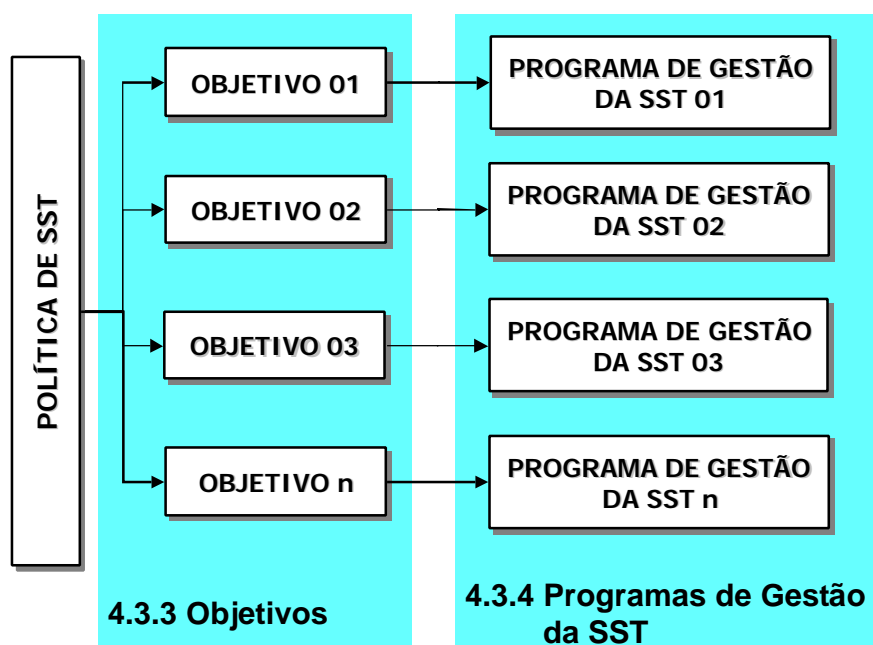 POLÍTICA DE SST
OBJETIVO 01
PROGRAMA DE GESTÃO
DA SST 01
OBJETIVO 02
PROGRAMA DE GESTÃO
DA SST 02
OBJETIVO 03
PROGRAMA DE GESTÃO
DA SST 03
OBJETIVO n
PROGRAMA DE GESTÃO
DA SST n
4.3.3 Objetivos
4.3.4 Programas de Gestão
da SST